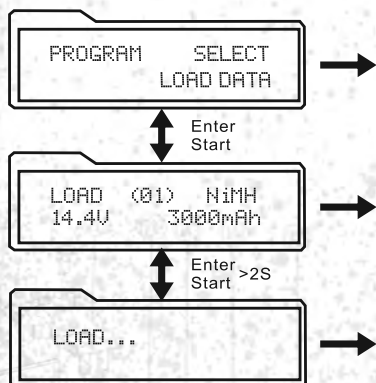 PROGRAM SELECT
LOAD DATA
Enter
Start
LOAD (01) NiMH
14.4V 3000mAh
Enter
Start >2S
LOAD...